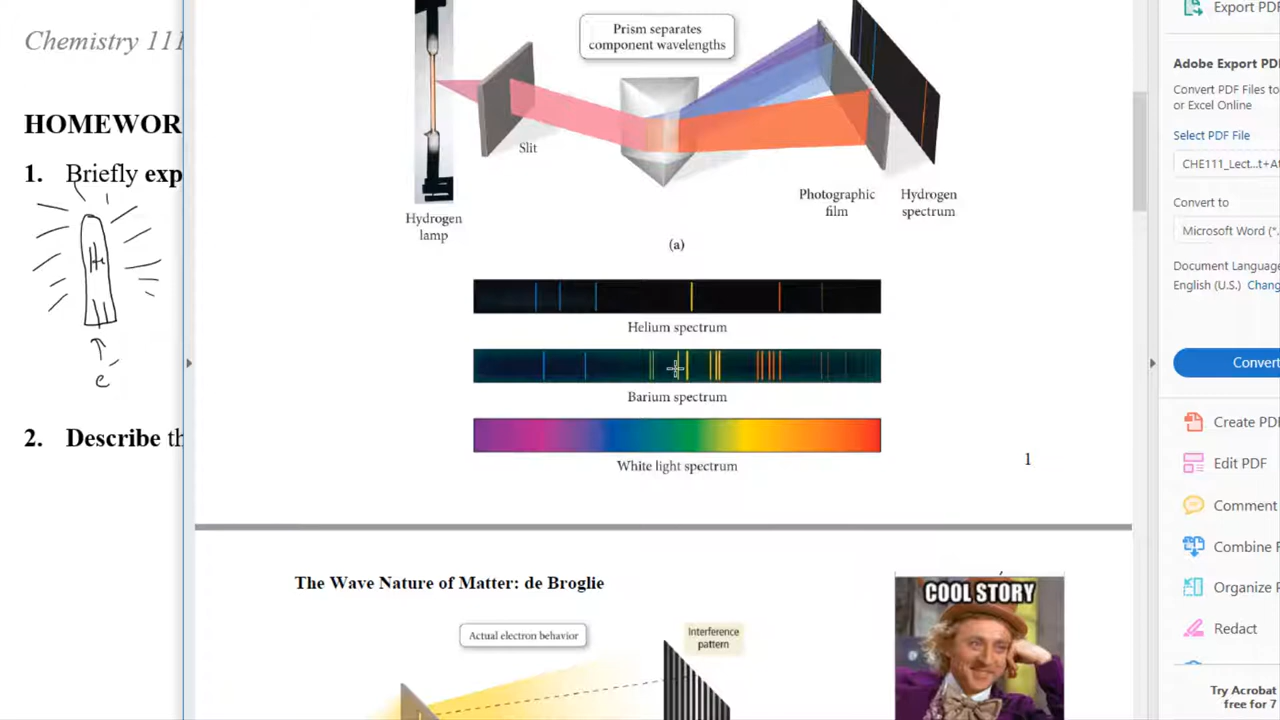 Chemistry 111
HOMEWOR
1. Briefly exp
He
e
2. Describe th
Prism separates
component wavelengths
Slit
Hydrogen
lamp
Photographic
film
Hydrogen
spectrum
(a)
Helium spectrum
Barium spectrum
White light spectrum
1
The Wave Nature of Matter: de Broglie
Actual electron behavior
Interference
pattern
COOL STORY
Export PDF
Adobe Export PD
Convert PDF Files to
or Excel Online
Select PDF File
CHE111_Lect...t+At
Convert to
Microsoft Word (*.
Document Language
English (U.S.) Chang
Convert
Create PDF
Edit PDF
Comment
Combine F
Organize P
Redact
Try Acrobat
free for 7